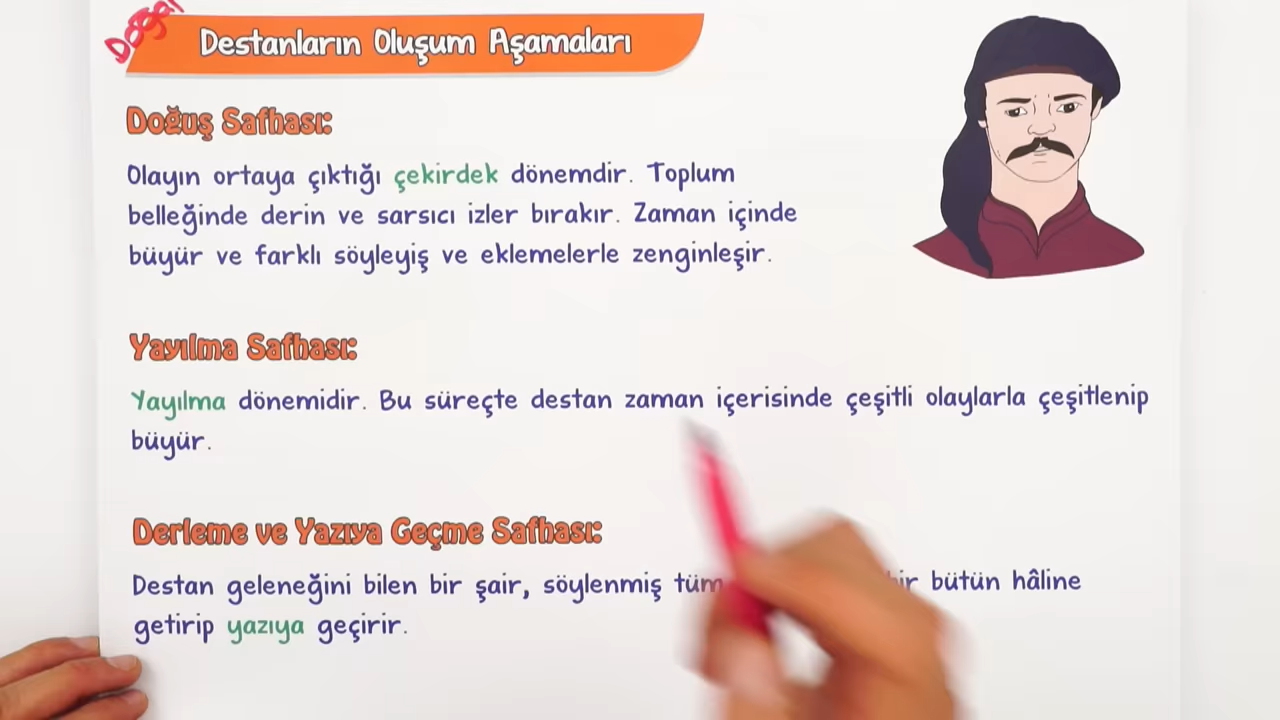 Doğal
Destanların Oluşum Aşamaları
Doğuş Safhası:
Olayın ortaya çıktığı çekirdek dönemdir. Toplum
belleğinde derin ve sarsıcı izler bırakır. Zaman içinde
büyür ve farklı söyleyiş ve eklemelerle zenginleşir.
Yayılma Safhası:
Yayılma dönemidir. Bu süreçte destan zaman içerisinde çeşitli olaylarla çeşitlenip
büyür.
Derleme ve Yazıya Geçme Safhası:
Destan geleneğini bilen bir şair, söylenmiş tüm bir bütün hâline
getirip yazıya geçirir.